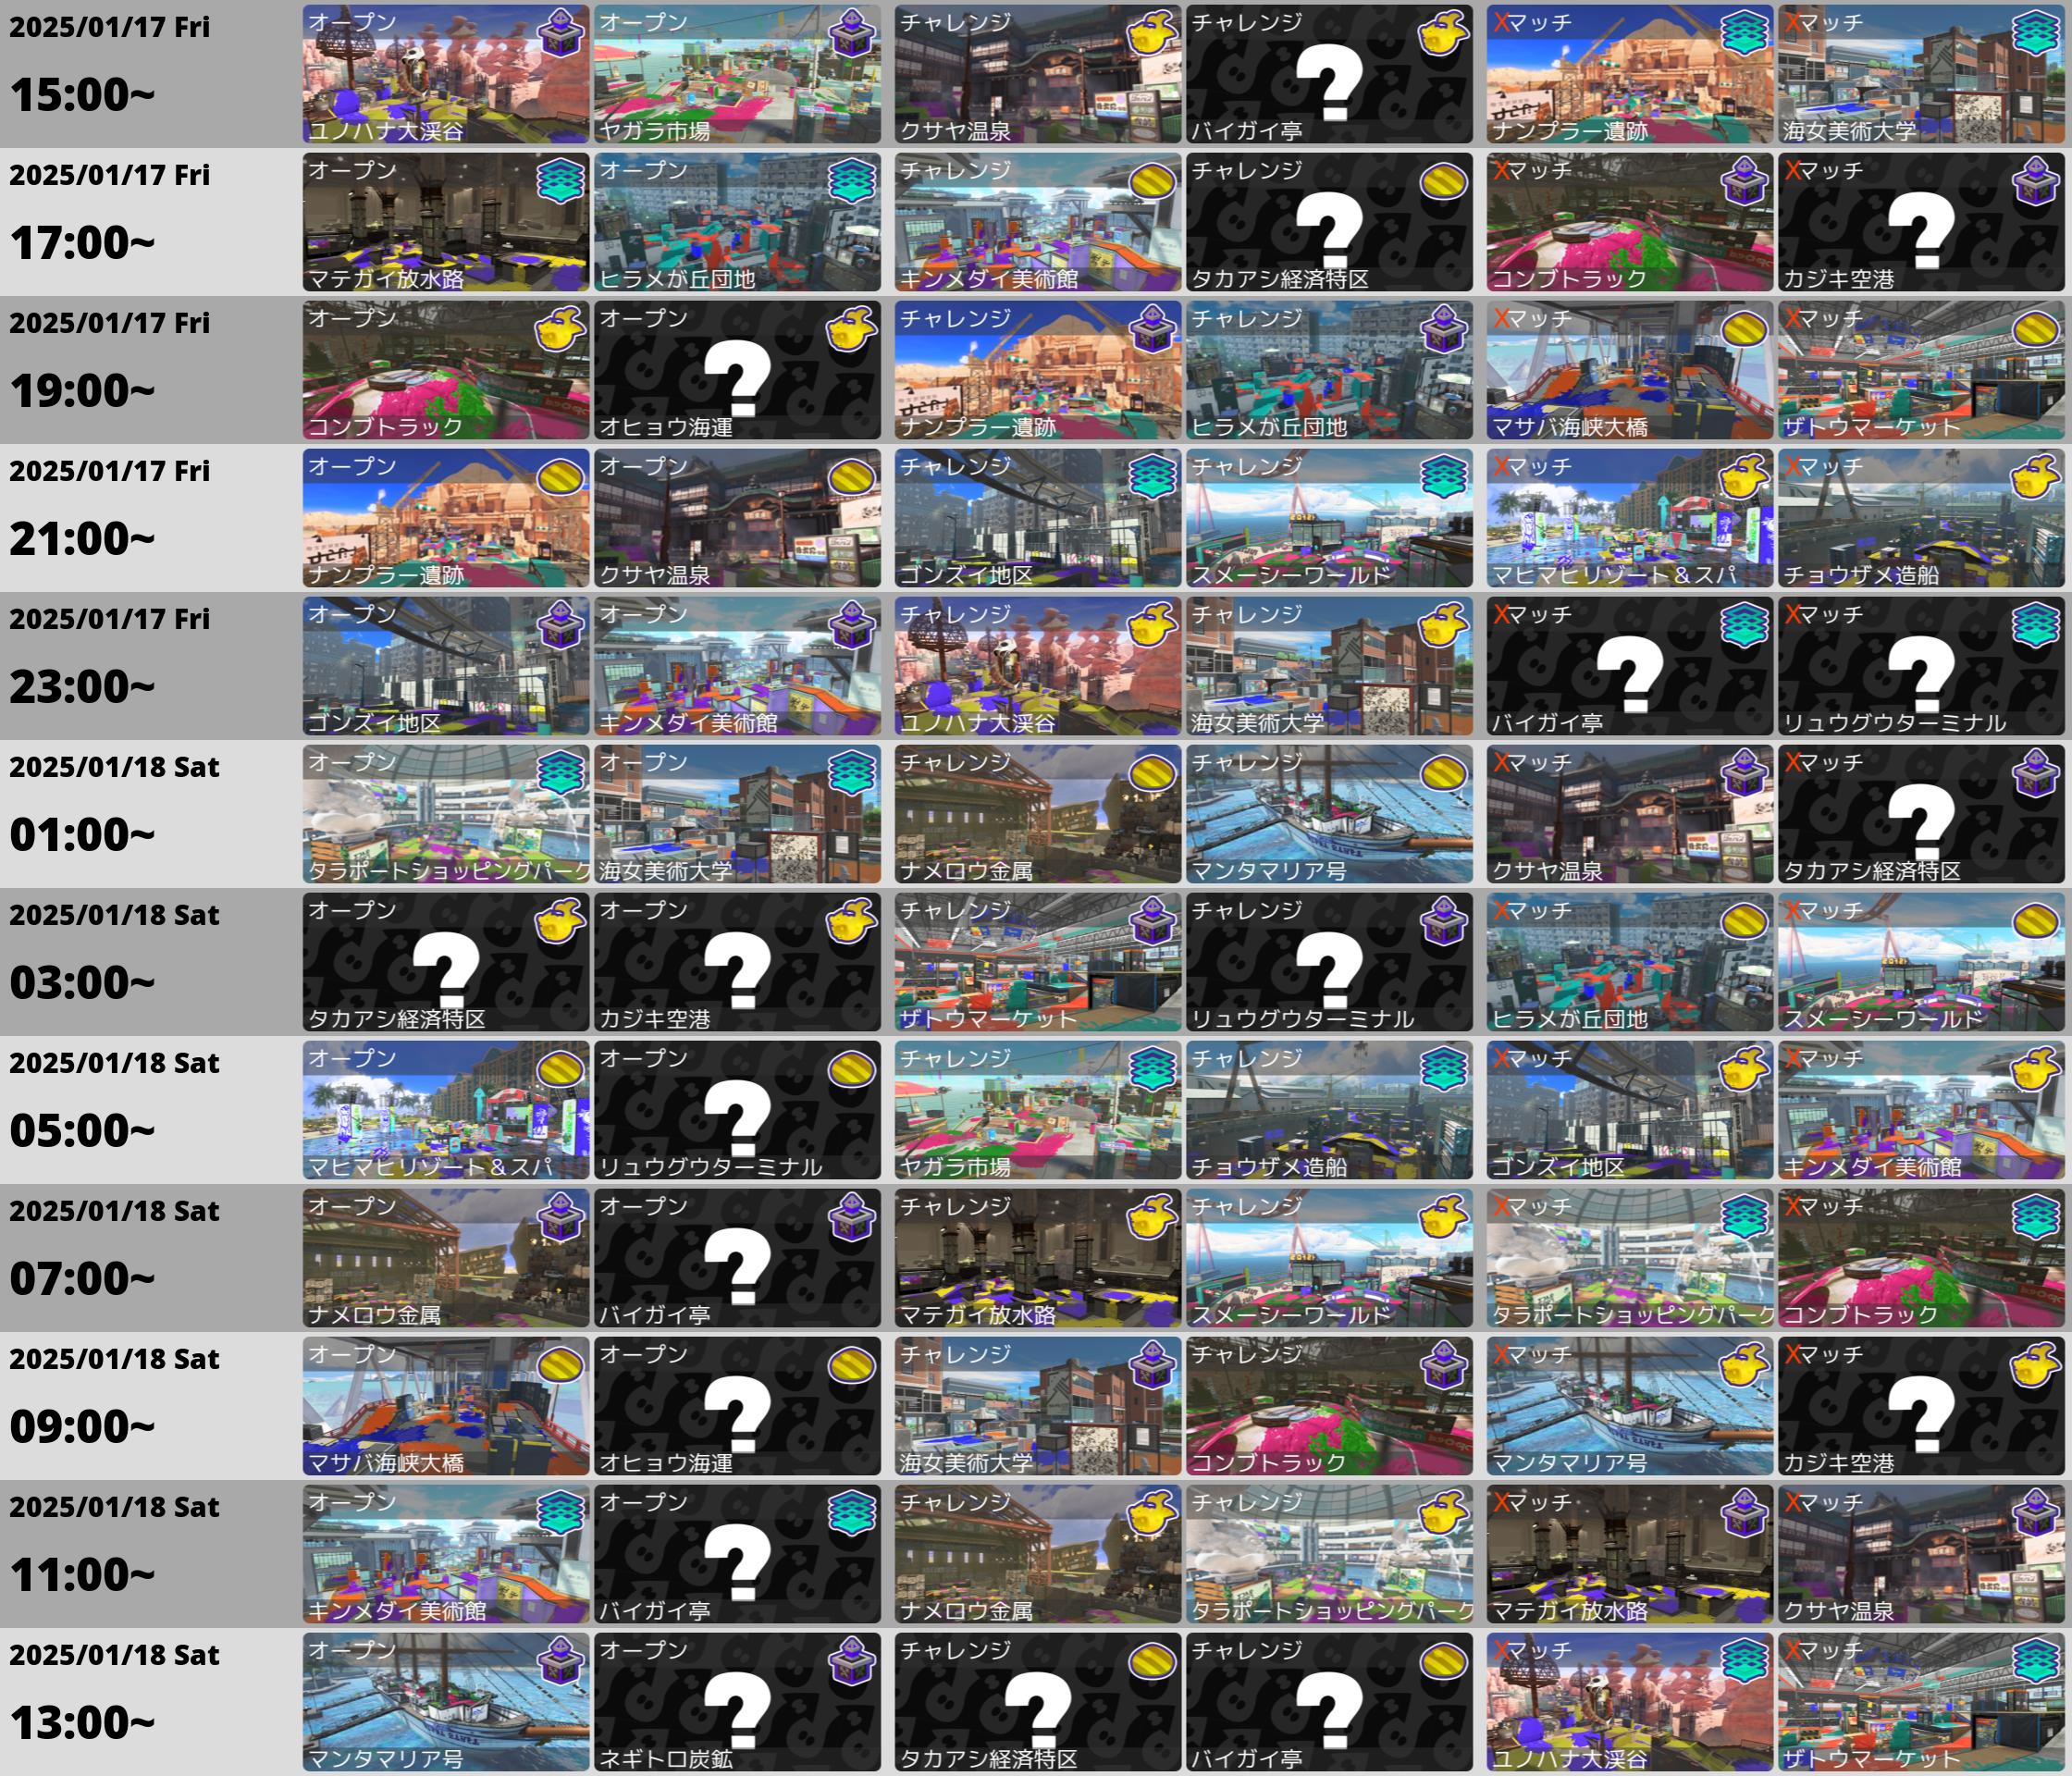 2025/01/17 Fri
15:00~
オープン
ユノハナ大渓谷
オープン
ヤガラ市場
チャレンジ
クサヤ温泉
チャレンジ
?
バイガイ亭
Xマッチ
ナンプラー遺跡
Xマッチ
海女美術大学
2025/01/17 Fri
17:00~
オープン
マテガイ放水路
オープン
ヒラメが丘団地
チャレンジ
キンメダイ美術館
チャレンジ
?
タカアシ経済特区
Xマッチ
コンブトラック
Xマッチ
?
カジキ空港
2025/01/17 Fri
19:00~
オープン
コンブトラック
オープン
?
オヒョウ海運
チャレンジ
ナンプラー遺跡
チャレンジ
ヒラメが丘団地
Xマッチ
マサバ海峡大橋
Xマッチ
ザトウマーケット
2025/01/17 Fri
21:00~
オープン
ナンプラー遺跡
オープン
クサヤ温泉
チャレンジ
ゴンズイ地区
チャレンジ
スメーシーワールド
Xマッチ
マヒマヒリゾート&スパ
Xマッチ
チョウザメ造船
2025/01/17 Fri
23:00~
オープン
ゴンズイ地区
オープン
キンメダイ美術館
チャレンジ
ユノハナ大渓谷
チャレンジ
海女美術大学
Xマッチ
?
バイガイ亭
Xマッチ
?
リュウグウターミナル
2025/01/18 Sat
01:00~
オープン
タラポートショッピングパーク
オープン
海女美術大学
チャレンジ
ナメロウ金属
チャレンジ
マンタマリア号
Xマッチ
クサヤ温泉
Xマッチ
?
タカアシ経済特区
2025/01/18 Sat
03:00~
オープン
?
タカアシ経済特区
オープン
?
カジキ空港
チャレンジ
ザトウマーケット
チャレンジ
?
リュウグウターミナル
Xマッチ
ヒラメが丘団地
Xマッチ
スメーシーワールド
2025/01/18 Sat
05:00~
オープン
マヒマヒリゾート&スパ
オープン
?
リュウグウターミナル
チャレンジ
ヤガラ市場
チャレンジ
チョウザメ造船
Xマッチ
ゴンズイ地区
Xマッチ
キンメダイ美術館
2025/01/18 Sat
07:00~
オープン
ナメロウ金属
オープン
?
バイガイ亭
チャレンジ
マテガイ放水路
チャレンジ
スメーシーワールド
Xマッチ
タラポートショッピングパーク
Xマッチ
コンブトラック
2025/01/18 Sat
09:00~
オープン
マサバ海峡大橋
オープン
?
オヒョウ海運
チャレンジ
海女美術大学
チャレンジ
コンブトラック
Xマッチ
マンタマリア号
Xマッチ
?
カジキ空港
2025/01/18 Sat
11:00~
オープン
キンメダイ美術館
オープン
?
バイガイ亭
チャレンジ
ナメロウ金属
チャレンジ
タラポートショッピングパーク
Xマッチ
マテガイ放水路
Xマッチ
クサヤ温泉
2025/01/18 Sat
13:00~
オープン
マンタマリア号
オープン
?
ネギトロ炭鉱
チャレンジ
?
タカアシ経済特区
チャレンジ
?
バイガイ亭
Xマッチ
ユノハナ大渓谷
Xマッチ
ザトウマーケット